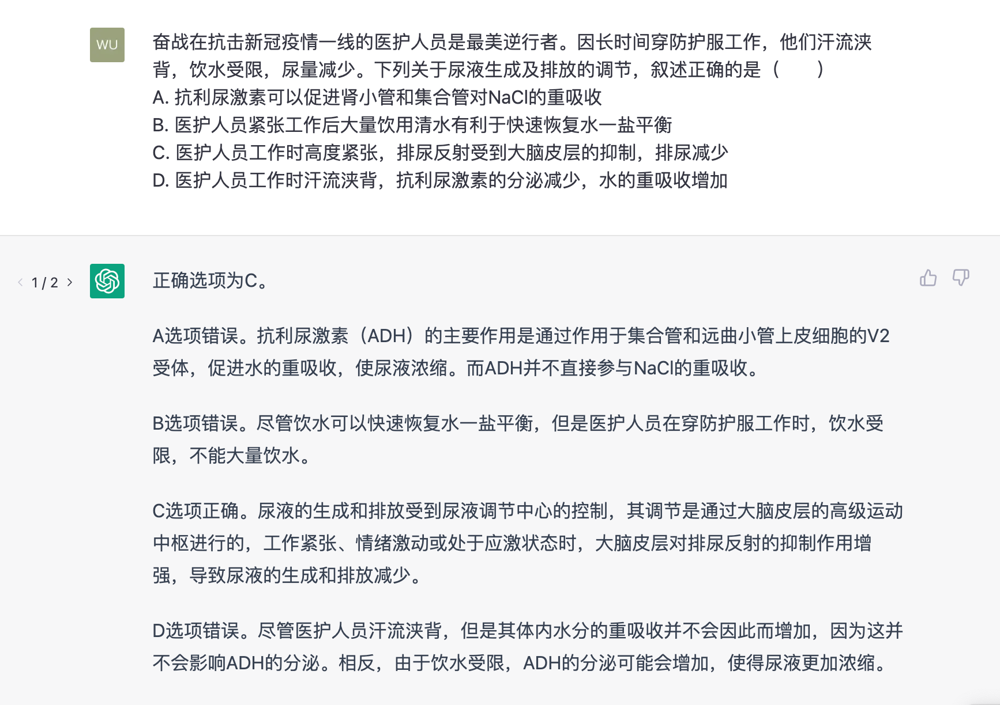 WU
奋战在抗击新冠疫情一线的医护人员是最美逆行者。因长时间穿防护服工作，他们汗流浃
背，饮水受限，尿量减少。下列关于尿液生成及排放的调节，叙述正确的是（　　）
A. 抗利尿激素可以促进肾小管和集合管对NaCl的重吸收
B. 医护人员紧张工作后大量饮用清水有利于快速恢复水一盐平衡
C. 医护人员工作时高度紧张，排尿反射受到大脑皮层的抑制，排尿减少
D. 医护人员工作时汗流浃背，抗利尿激素的分泌减少，水的重吸收增加
< 1 / 2 >
正确选项为C。
A选项错误。抗利尿激素（ADH）的主要作用是通过作用于集合管和远曲小管上皮细胞的V2
受体，促进水的重吸收，使尿液浓缩。而ADH并不直接参与NaCl的重吸收。
B选项错误。尽管饮水可以快速恢复水一盐平衡，但是医护人员在穿防护服工作时，饮水受
限，不能大量饮水。
C选项正确。尿液的生成和排放受到尿液调节中心的控制，其调节是通过大脑皮层的高级运动
中枢进行的，工作紧张、情绪激动或处于应激状态时，大脑皮层对排尿反射的抑制作用增
强，导致尿液的生成和排放减少。
D选项错误。尽管医护人员汗流浃背，但是其体内水分的重吸收并不会因此而增加，因为这并
不会影响ADH的分泌。相反，由于饮水受限，ADH的分泌可能会增加，使得尿液更加浓缩。